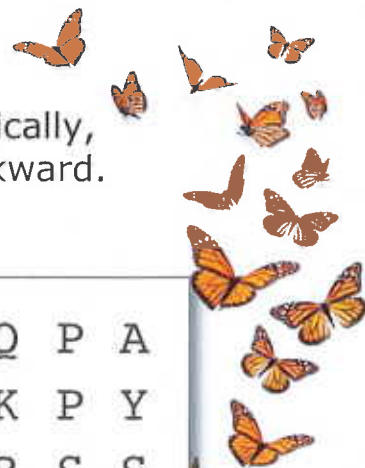 ically,
kward.
Q P A
K P Y
S S